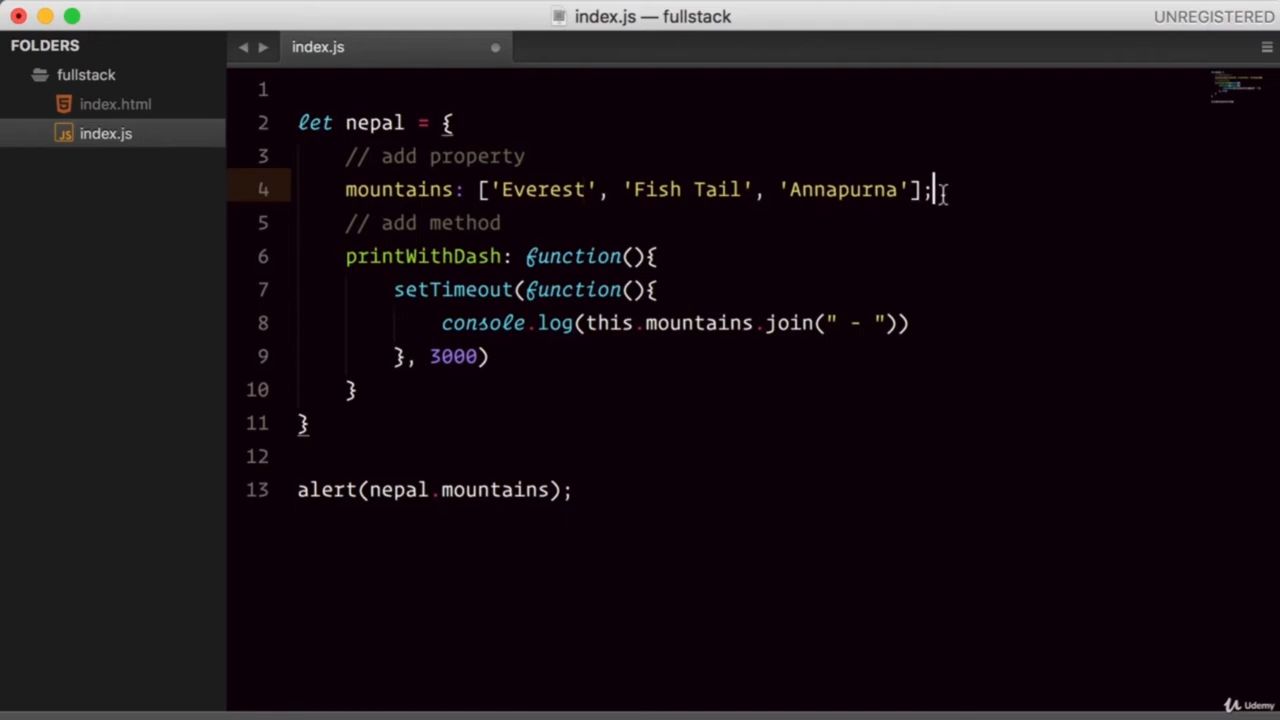 index.js — fullstack
UNREGISTERED
FOLDERS
fullstack
index.html
JS index.js
index.js
1
2 let nepal = {
3 // add property
4 mountains: ['Everest', 'Fish Tail', 'Annapurna'];
5 // add method
6 printWithDash: function(){
7 setTimeout(function(){
8 console.log(this.mountains.join(" - "))
9 }, 3000)
10 }
11 }
12
13 alert(nepal.mountains);
Udemy